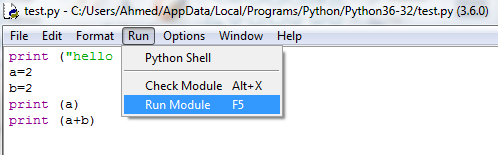 test.py - C:/Users/Ahmed/AppData/Local/Programs/Python/Python36-32/test.py (3.6.0)
File Edit Format Run Options Window Help
print ("hello
Python Shell
a=2
b=2
Check Module Alt+X
print (a)
Run Module F5
print (a+b)